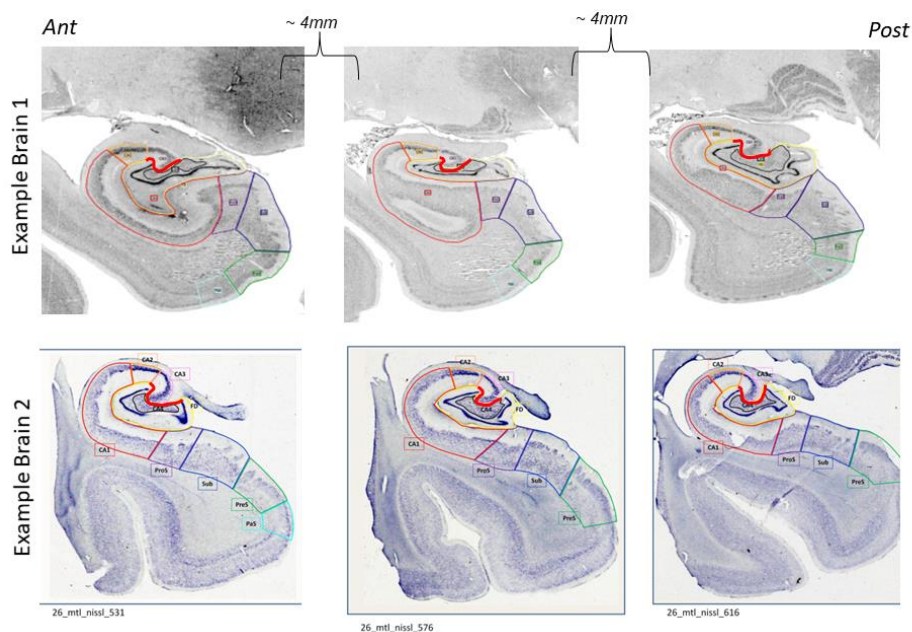 Ant
~ 4mm
~ 4mm
Post
Example Brain 1
Example Brain 2
CA2
CA3
CA4
FD
CA1
ProS
Sub
PreS
PaS
26_mtl_nissl_531
CA2
CA3
CA4
FD
CA1
ProS
Sub
PreS
26_mtl_nissl_576
CA2
CA3
CA4
FD
CA1
ProS
Sub
PreS
26_mtl_nissl_616